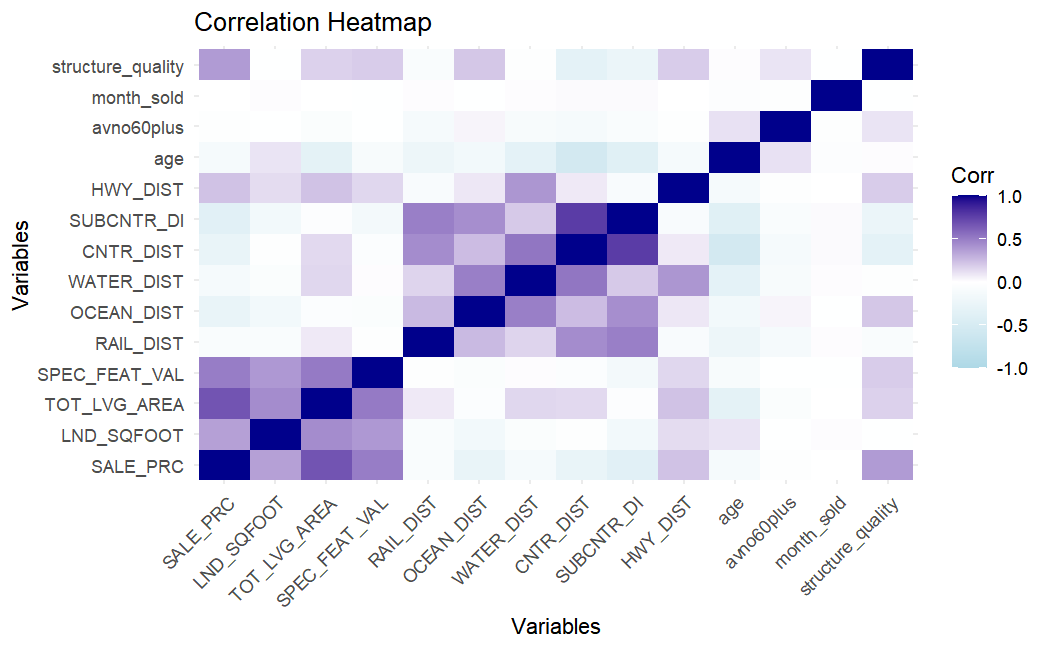 Correlation Heatmap
structure_quality
month_sold
avno60plus
age
HWY_DIST
SUBCNTR_DI
CNTR_DIST
WATER_DIST
OCEAN_DIST
RAIL_DIST
SPEC_FEAT_VAL
TOT_LVG_AREA
LND_SQFOOT
SALE_PRC
Variables
SALE_PRC
LND_SQFOOT
TOT_LVG_AREA
SPEC_FEAT_VAL
RAIL_DIST
OCEAN_DIST
WATER_DIST
CNTR_DIST
SUBCNTR_DI
HWY_DIST
age
avno60plus
month_sold
structure_quality
Variables
Corr
1.0
0.5
0.0
-0.5
-1.0